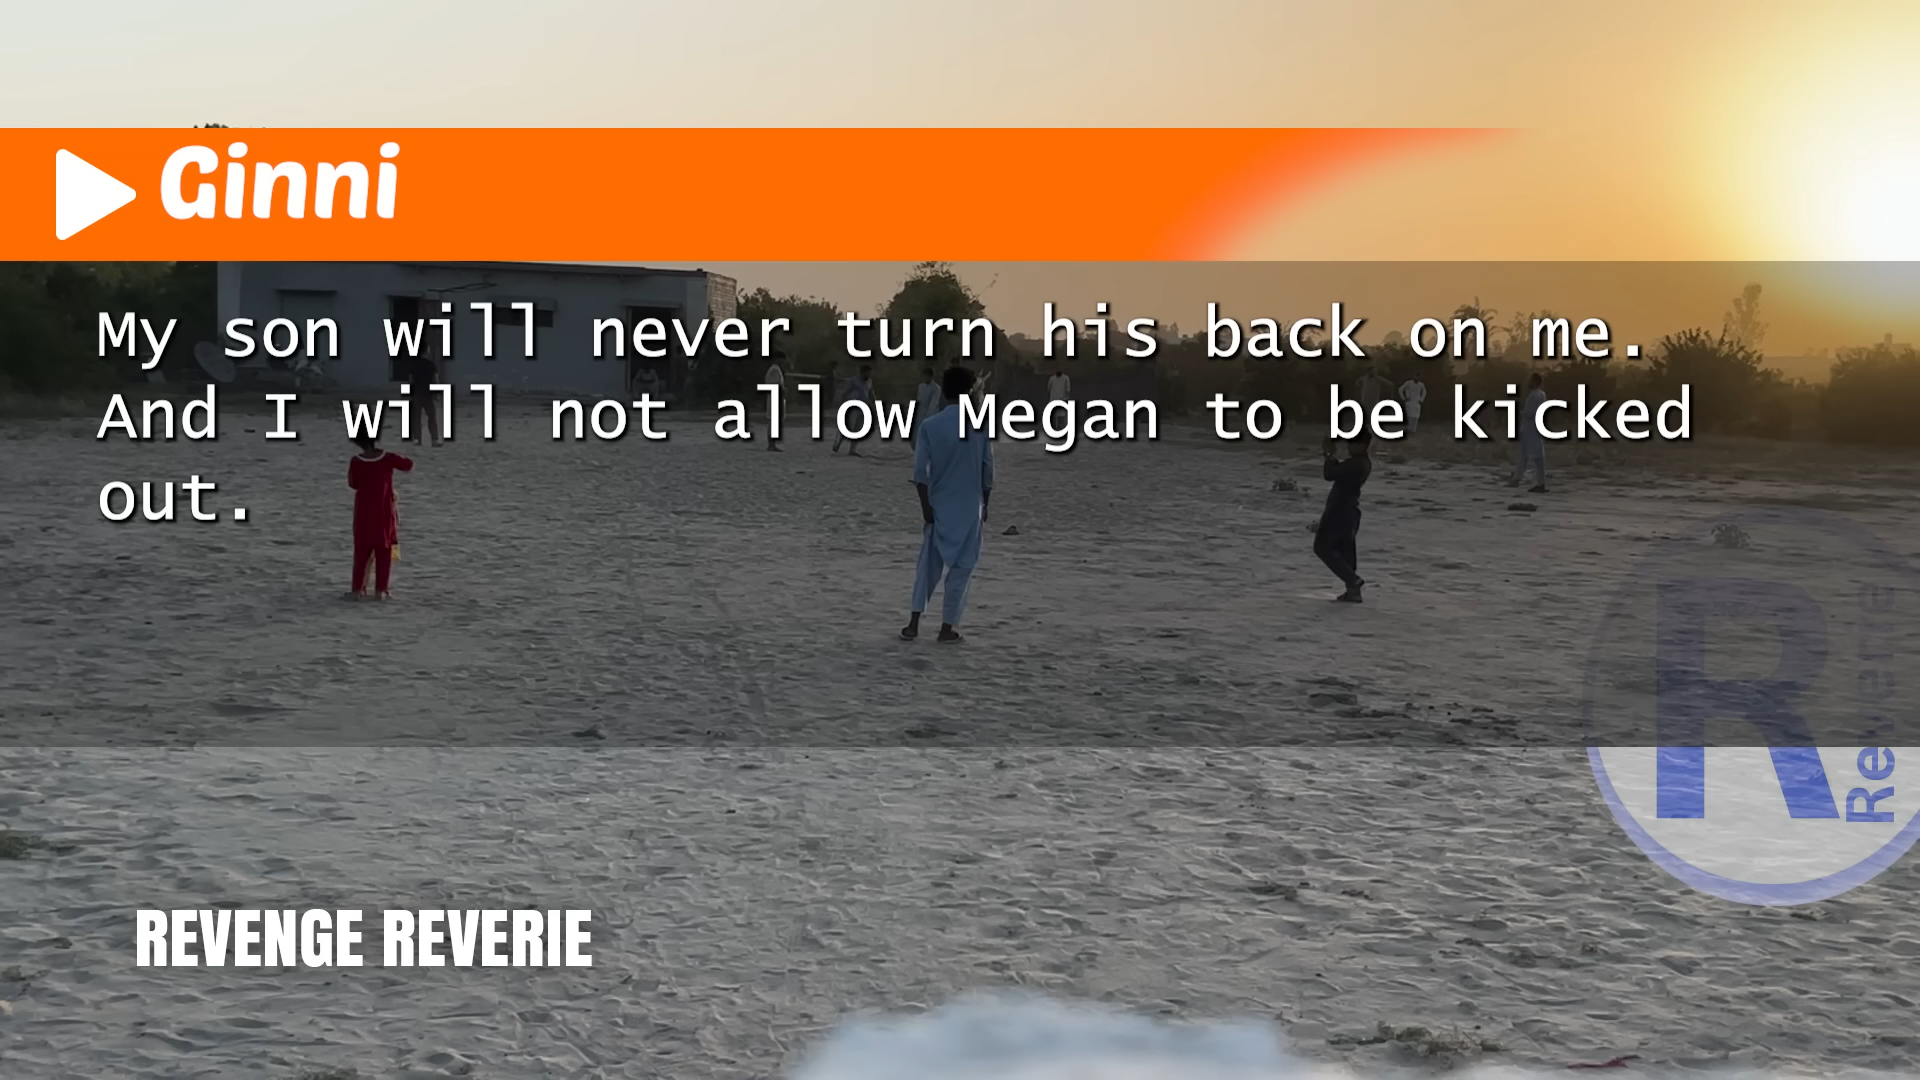 Ginni
My son will never turn his back on me.
And I will not allow Megan to be kicked
out.
R
Reverie
REVENGE REVERIE